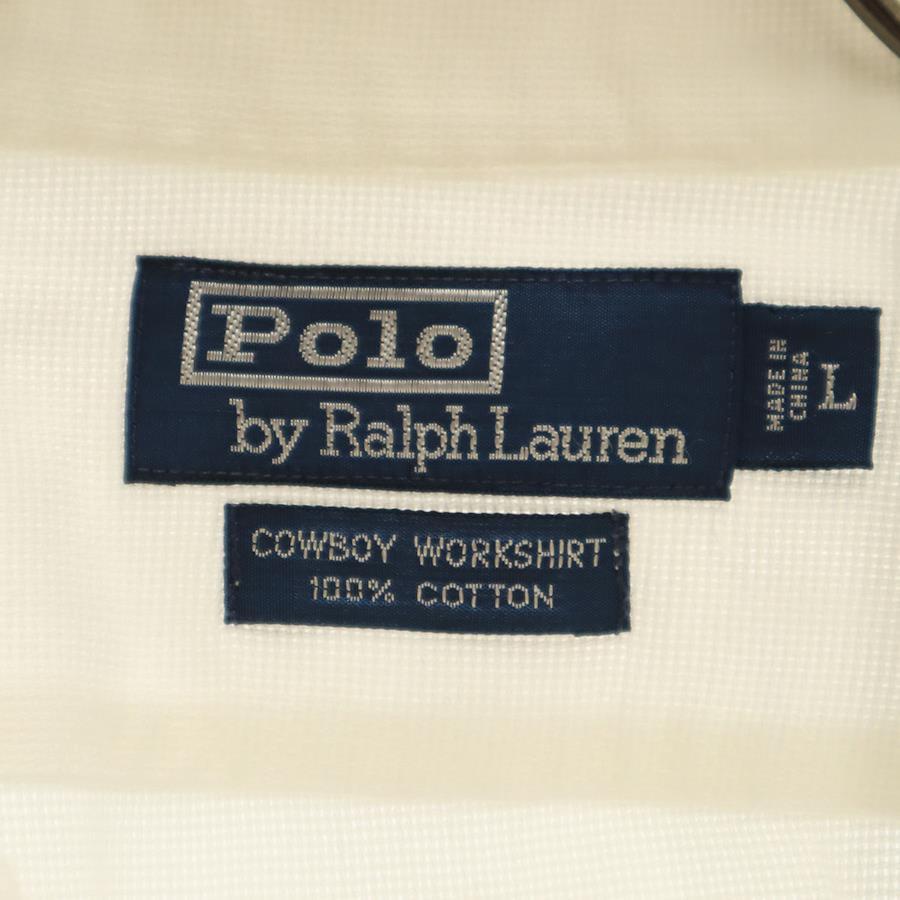 Polo
by Ralph Lauren
MADE IN
CHINA
L
COWBOY WORKSHIRT
100% COTTON